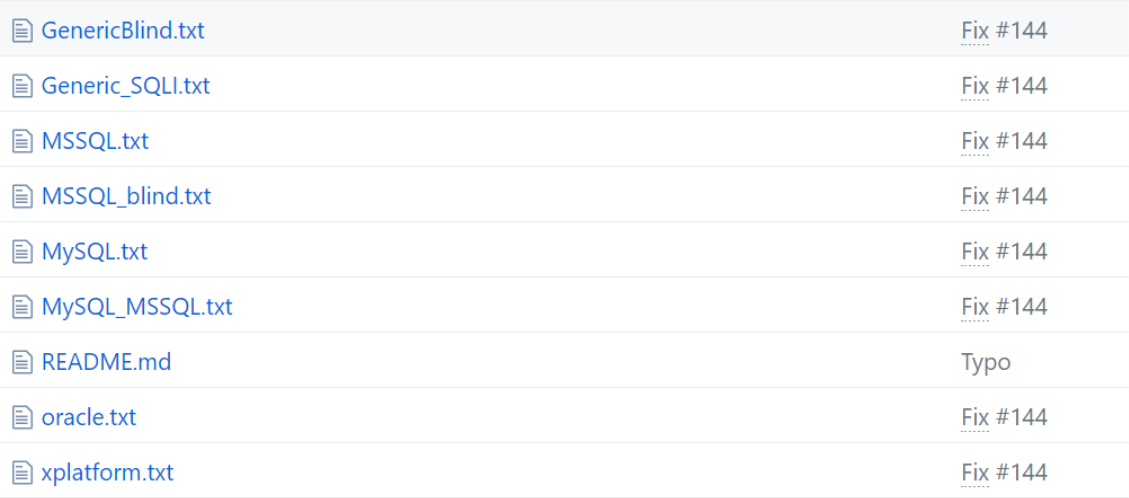 GenericBlind.txt Fix #144
Generic_SQLI.txt Fix #144
MSSQL.txt Fix #144
MSSQL_blind.txt Fix #144
MySQL.txt Fix #144
MySQL_MSSQL.txt Fix #144
README.md Typo
oracle.txt Fix #144
xplatform.txt Fix #144